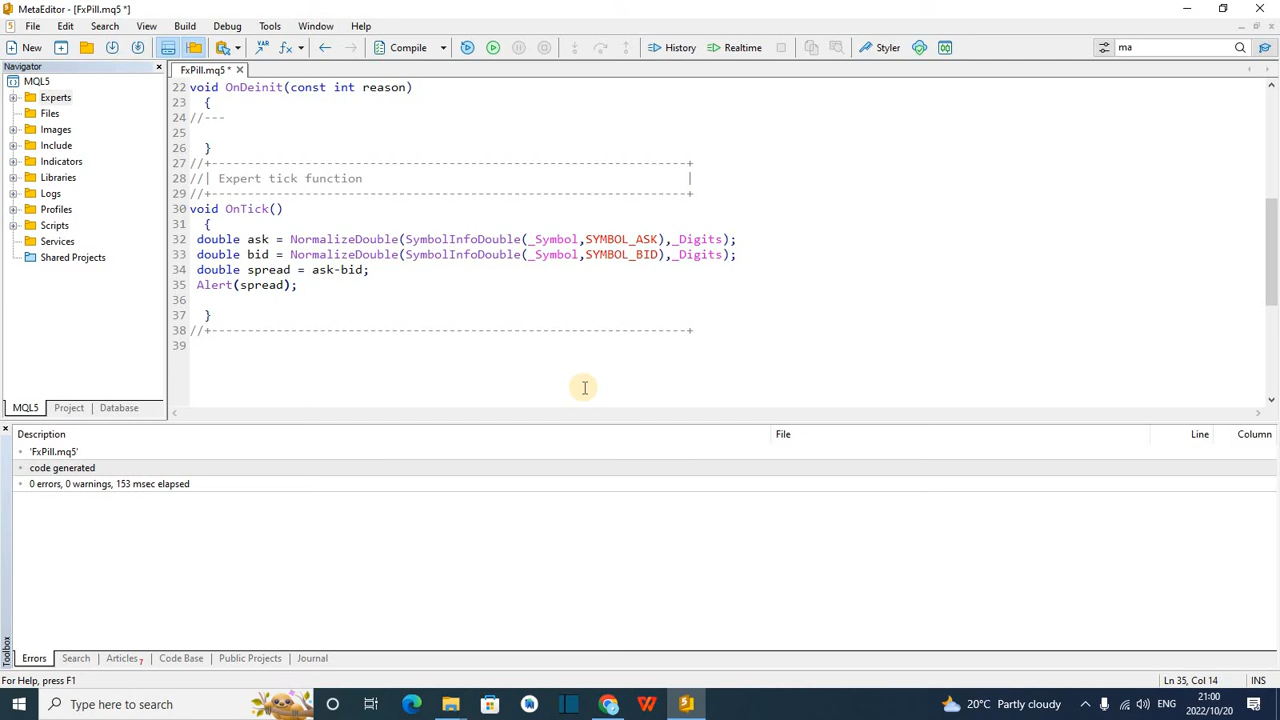 MetaEditor - [FxPill.mq5 *]
File Edit Search View Build Debug Tools Window Help
New Compile History Realtime Styler ma
Navigator
MQL5
Experts
Files
Images
Include
Indicators
Libraries
Logs
Profiles
Scripts
Services
Shared Projects
MQL5 Project Database
FxPill.mq5 *
22 void OnDeinit(const int reason)
23 {
24 //---
25
26 }
27 //+------------------------------------------------------------------+
28 //| Expert tick function |
29 //+------------------------------------------------------------------+
30 void OnTick()
31 {
32 double ask = NormalizeDouble(SymbolInfoDouble(_Symbol,SYMBOL_ASK),_Digits);
33 double bid = NormalizeDouble(SymbolInfoDouble(_Symbol,SYMBOL_BID),_Digits);
34 double spread = ask-bid;
35 Alert(spread);
36
37 }
38 //+------------------------------------------------------------------+
39
Description File Line Column
'FxPill.mq5'
code generated
0 errors, 0 warnings, 153 msec elapsed
Toolbox
Errors Search Articles 7 Code Base Public Projects Journal
For Help, press F1 Ln 35, Col 14 INS
Type here to search
20°C Partly cloudy
ENG
21:00
2022/10/20